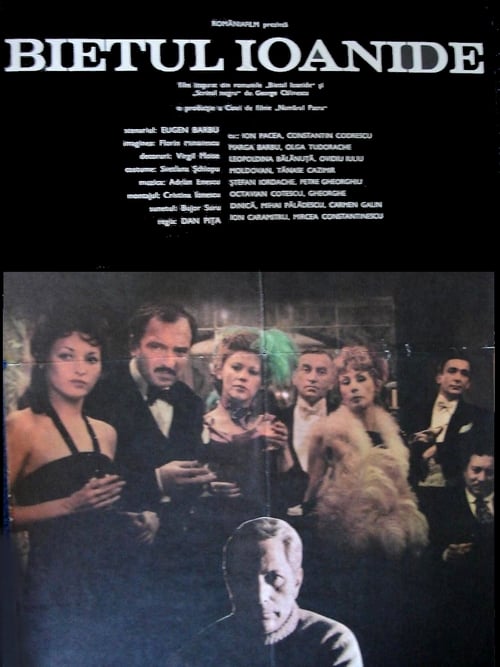 ROMÂNIAFILM prezintă
BIETUL IOANIDE
film inspirat din romanele „Bietul Ioanide” și
„Scrinul negru” de George Călinescu
o producție a Casei de filme „Numărul Patru”
scenariul: EUGEN BARBU
imaginea: Florin
decoruri: Virgil Moise
costume: Svetlana Șchiopu
muzica: Adrian Enescu
montajul: Cristina Ionescu
sunetul: Bujor Suru
regia: DAN PIȚA
cu: ION PACEA, CONSTANTIN CODRESCU
MARGA BARBU, OLGA TUDORACHE
LEOPOLDINA BĂLĂNUȚĂ, OVIDIU IULIU
MOLDOVAN, TĂNASE CAZIMIR
ȘTEFAN IORDACHE, PETRE GHEORGHIU
OCTAVIAN COTESCU, GHEORGHE
DINICĂ, MIHAI PĂLĂDESCU, CARMEN GALIN
ION CARAMITRU, MIRCEA CONSTANTINESCU